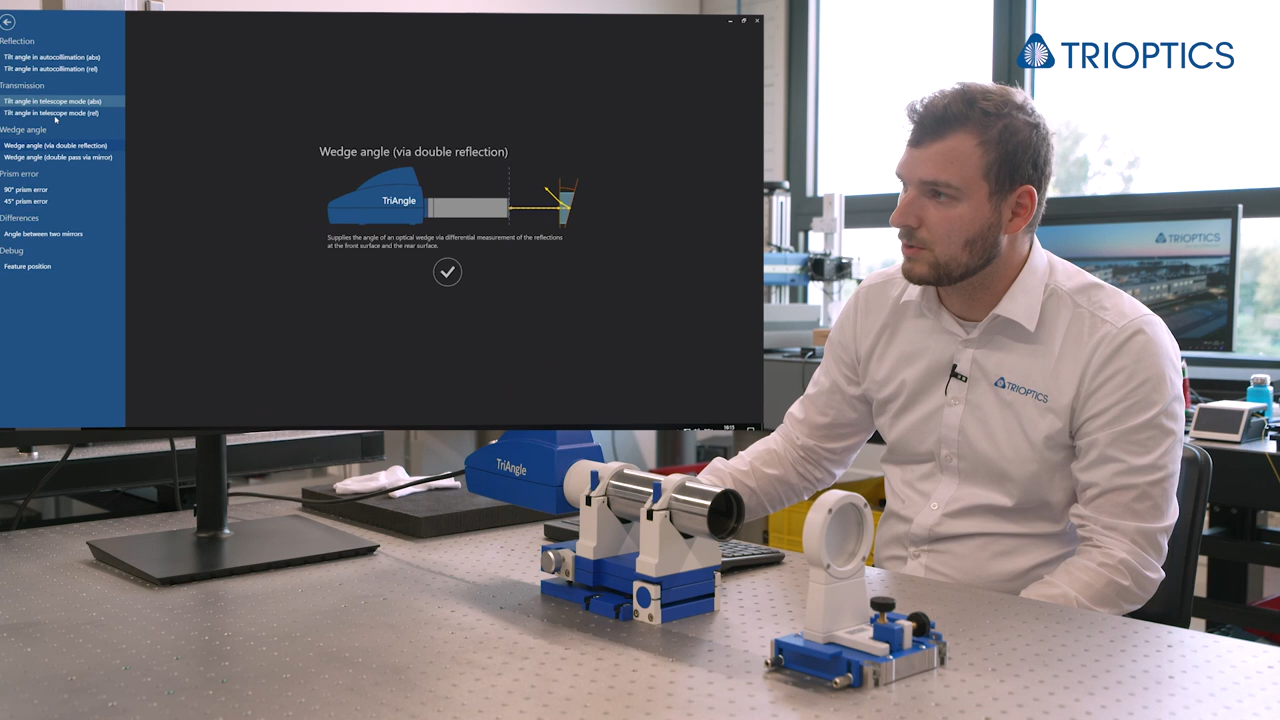 Reflection
Tilt angle in autocollimation (abs)
Tilt angle in autocollimation (rel)
Transmission
Tilt angle in telescope mode (abs)
Tilt angle in telescope mode (rel)
Wedge angle
Wedge angle (via double reflection)
Wedge angle (double pass via mirror)
Prism error
90° prism error
45° prism error
Differences
Angle between two mirrors
Debug
Feature position
Wedge angle (via double reflection)
TriAngle
Supplies the angle of an optical wedge via differential measurement of the reflections
at the front surface and the rear surface.
TRIOPTICS
TRIOPTICS
TRIOPTICS
TriAngle